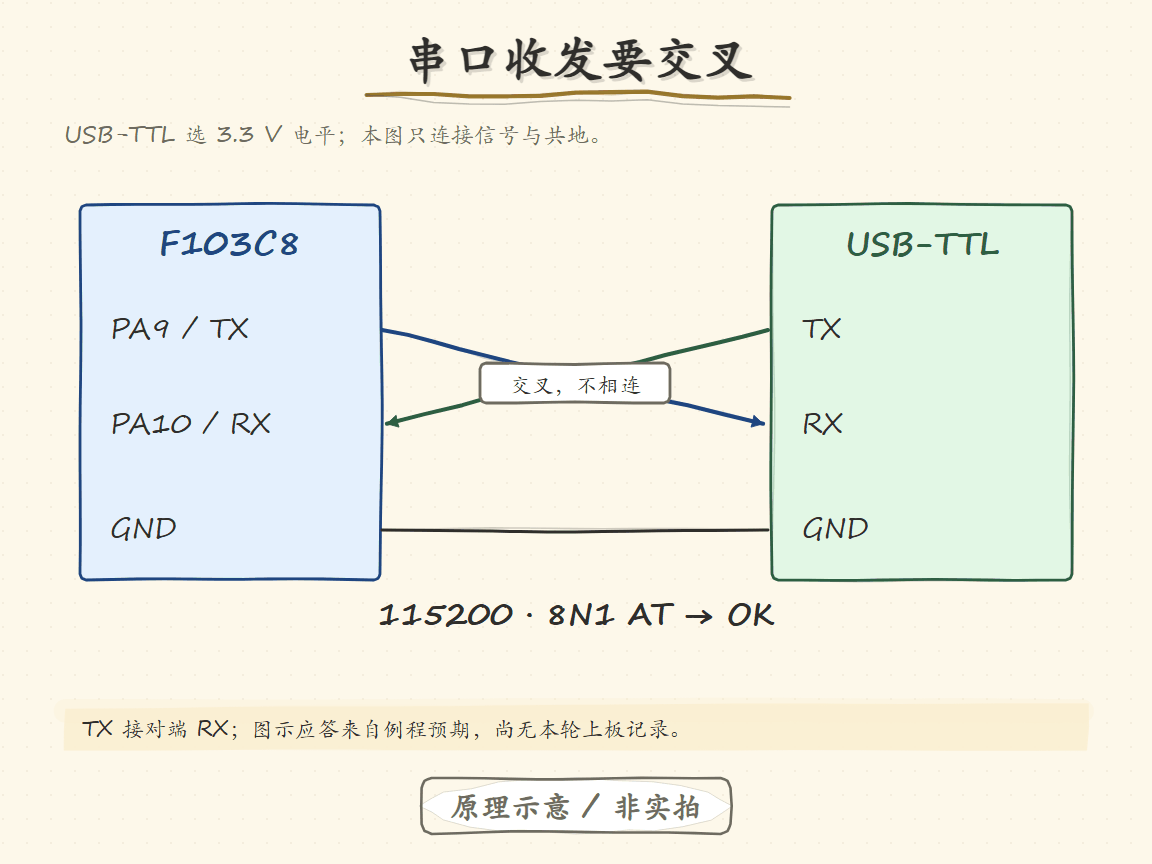 串口收发要交叉
USB-TTL 选 3.3 V 电平；本图只连接信号与共地。
F103C8
USB-TTL
PA9 / TX
TX
交叉，不相连
PA10 / RX
RX
GND
GND
115200 · 8N1 AT → OK
TX 接对端 RX；图示应答来自例程预期，尚无本轮上板记录。
原理示意 / 非实拍